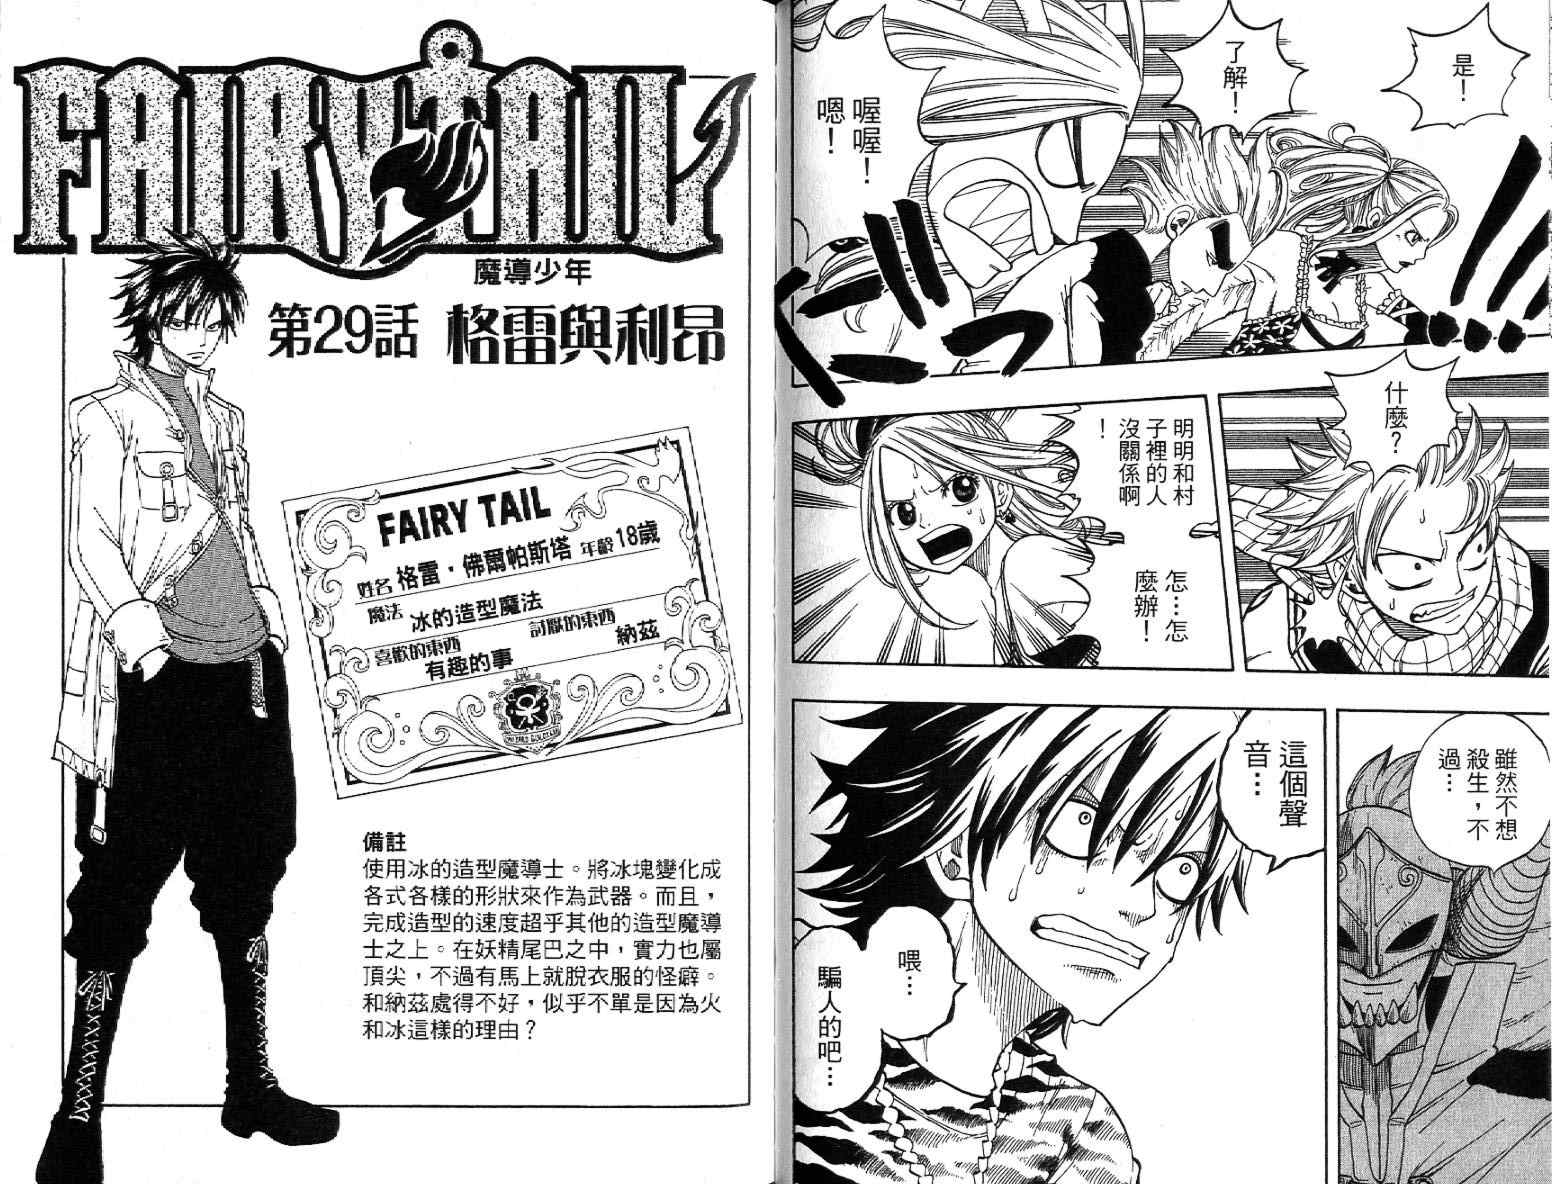 是！
了解！
喔喔！
嗯！
バーーーッ!!!
什麼？
明明和村
子裡的人
沒關係啊
！
怎…怎
麼辦！
雖然不想
殺生，不
過…
這個聲
音…
喂…
騙人的吧…
FAIRY TAIL
魔導少年
第29話 格雷與利昂
FAIRY TAIL
姓名 格雷・佛爾帕斯塔 年齡 18歲
魔法 冰的造型魔法
喜歡的東西 有趣的事
討厭的東西 納茲
備註
使用冰的造型魔導士。將冰塊變化成
各式各樣的形狀來作為武器。而且，
完成造型的速度超乎其他的造型魔導
士之上。在妖精尾巴之中，實力也屬
頂尖，不過有馬上就脫衣服的怪癖。
和納茲處得不好，似乎不單是因為火
和冰這樣的理由？